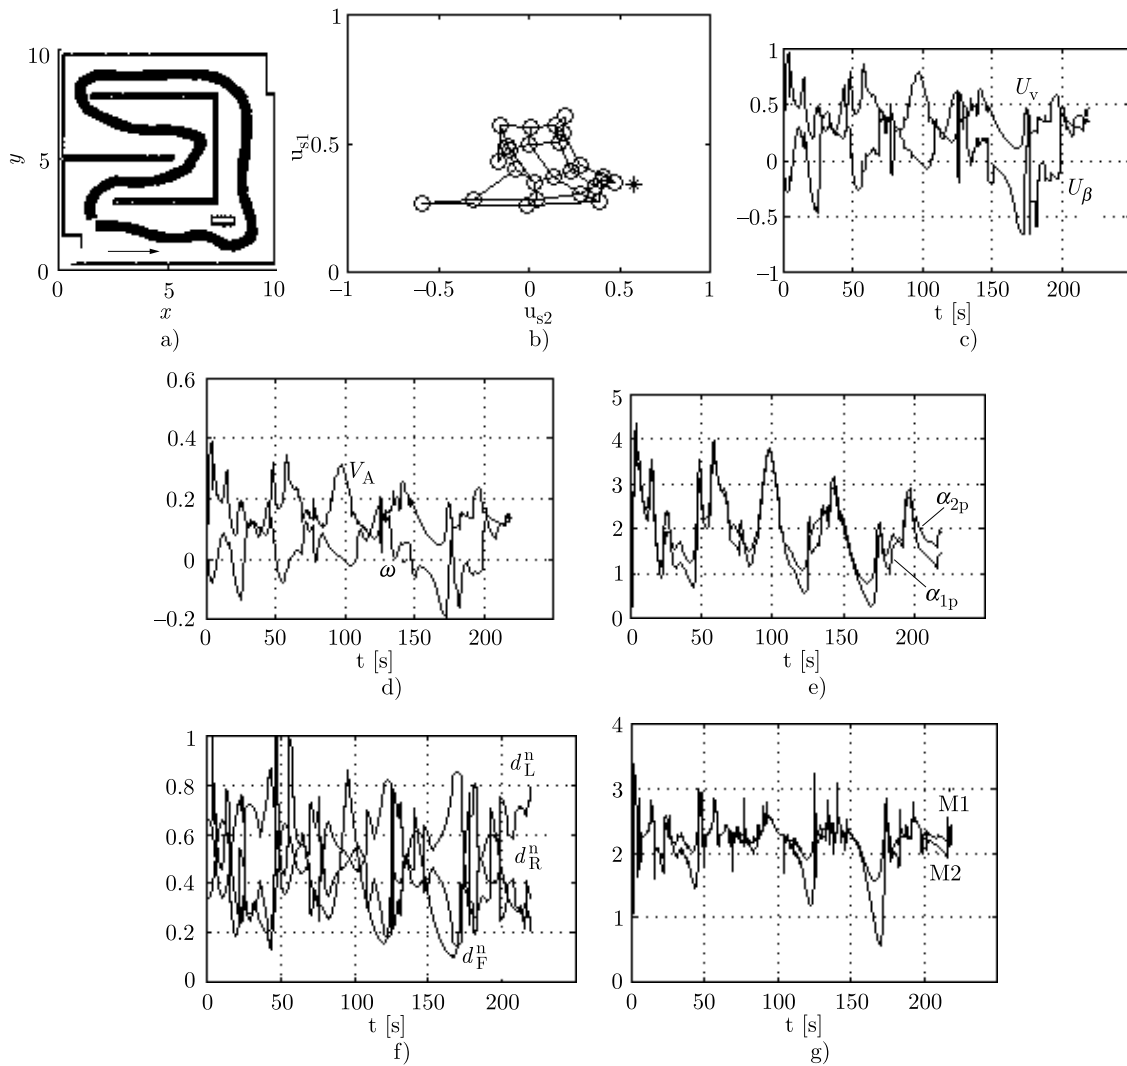 10
5
0
y
0
5
10
x
a)
1
0.5
0
u_s1
−1
−0.5
0
0.5
1
u_s2
b)
1
0.5
0
−0.5
−1
U_v
U_β
0
50
100
150
200
t [s]
c)
0.6
0.4
0.2
0
−0.2
V_A
ω
0
50
100
150
200
t [s]
d)
5
4
3
2
1
0
α_2p
α_1p
0
50
100
150
200
t [s]
e)
1
0.8
0.6
0.4
0.2
0
d_L^n
d_R^n
d_F^n
0
50
100
150
200
t [s]
f)
4
3
2
1
0
M1
M2
0
50
100
150
200
t [s]
g)